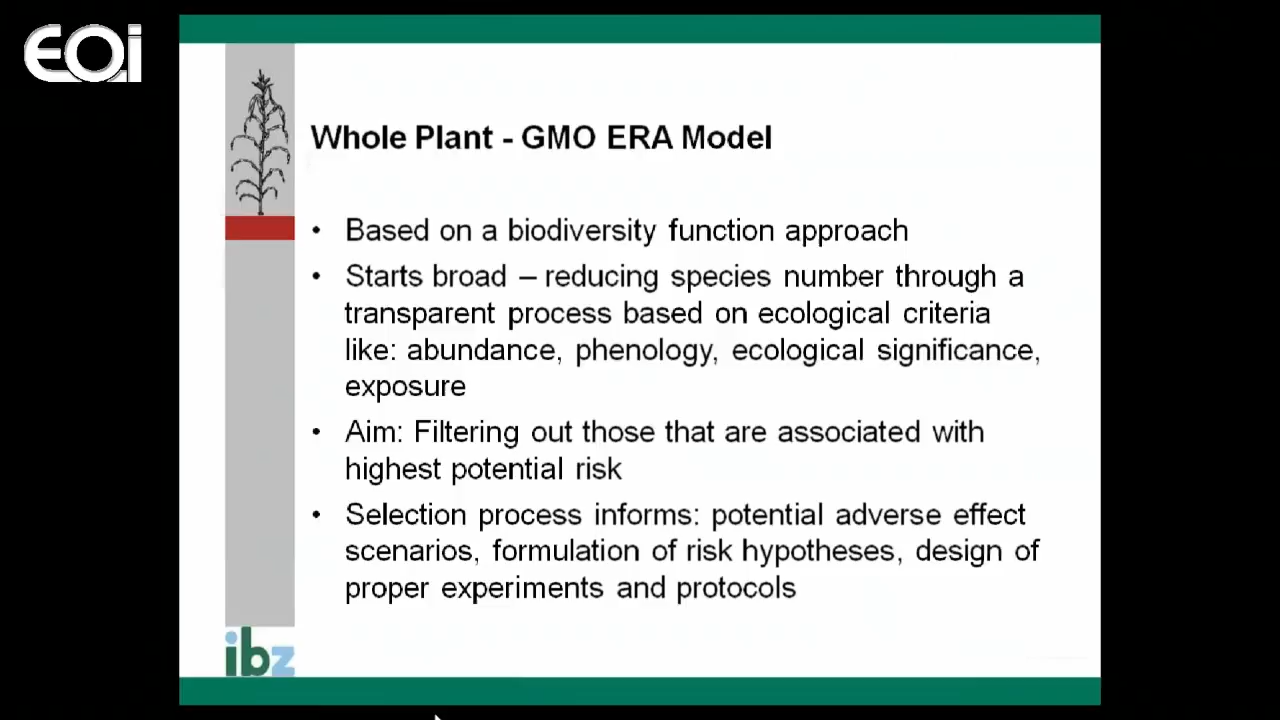 EOi
Whole Plant - GMO ERA Model
• Based on a biodiversity function approach
• Starts broad – reducing species number through a
transparent process based on ecological criteria
like: abundance, phenology, ecological significance,
exposure
• Aim: Filtering out those that are associated with
highest potential risk
• Selection process informs: potential adverse effect
scenarios, formulation of risk hypotheses, design of
proper experiments and protocols
ibz